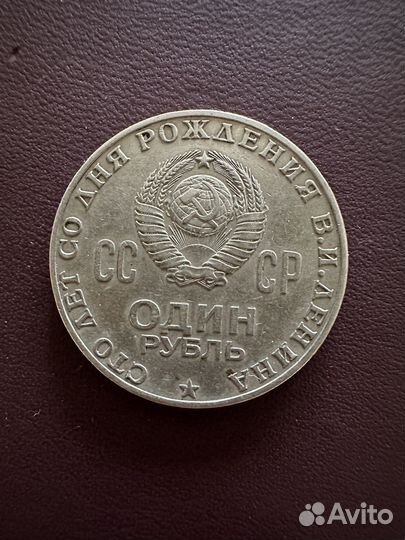 СТО ЛЕТ СО ДНЯ РОЖДЕНИЯ В.И.ЛЕНИНА
СС СР
ОДИН
РУБЛЬ
Avito